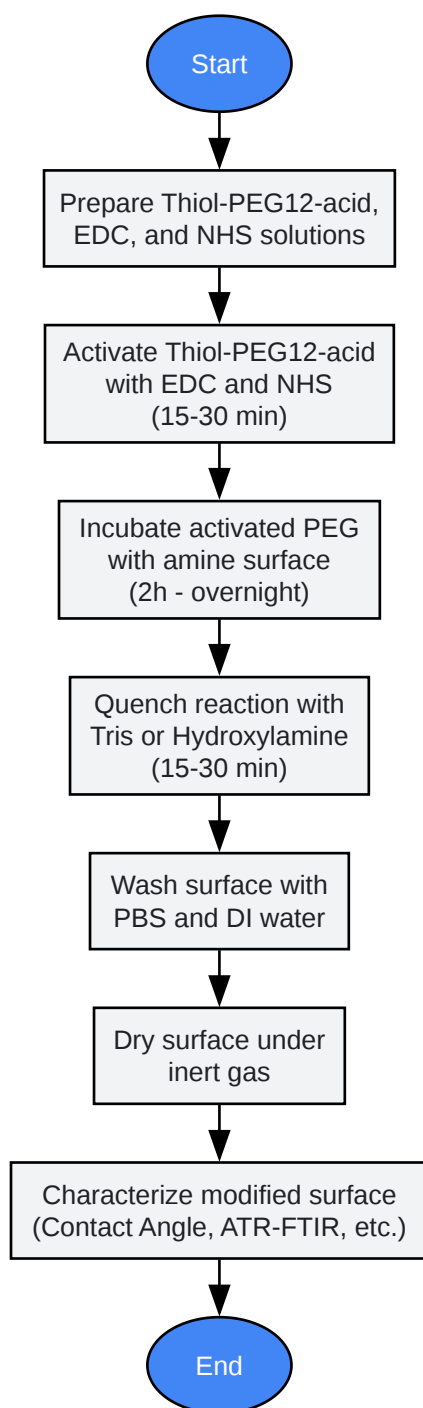 Start
Prepare Thiol-PEG12-acid,
EDC, and NHS solutions
Activate Thiol-PEG12-acid
with EDC and NHS
(15-30 min)
Incubate activated PEG
with amine surface
(2h - overnight)
Quench reaction with
Tris or Hydroxylamine
(15-30 min)
Wash surface with
PBS and DI water
Dry surface under
inert gas
Characterize modified surface
(Contact Angle, ATR-FTIR, etc.)
End